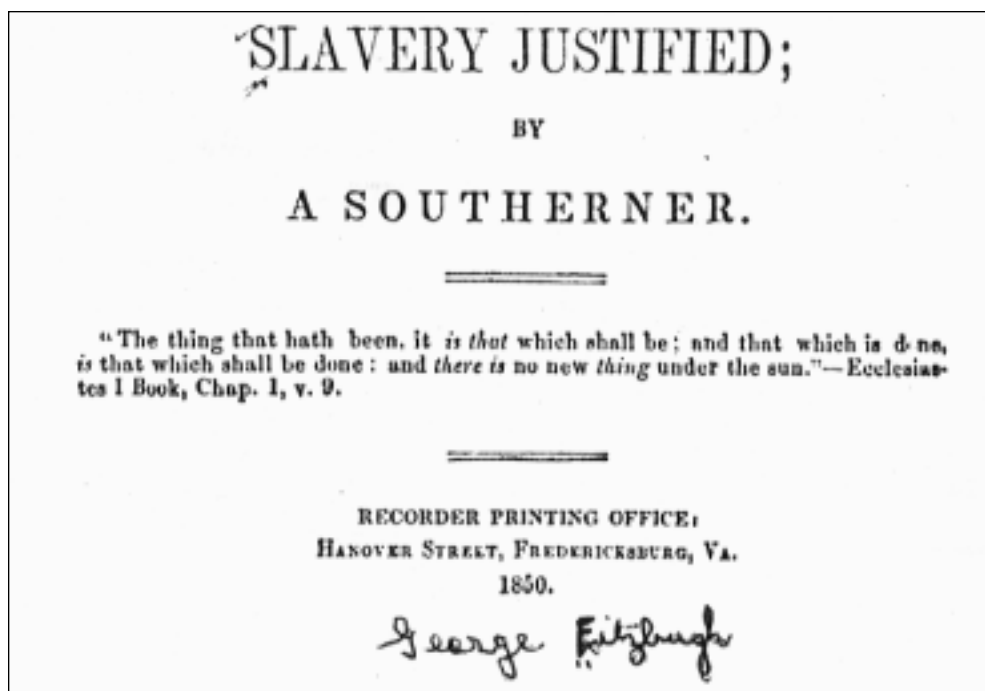 SLAVERY JUSTIFIED;
BY
A SOUTHERNER.
"The thing that hath been, it is that which shall be; and that which is done,
is that which shall be done: and there is no new thing under the sun."—Ecclesias-
tes 1 Book, Chap. 1, v. 9.
RECORDER PRINTING OFFICE:
HANOVER STREET, FREDERICKSBURG, VA.
1850.
George Fitzhugh